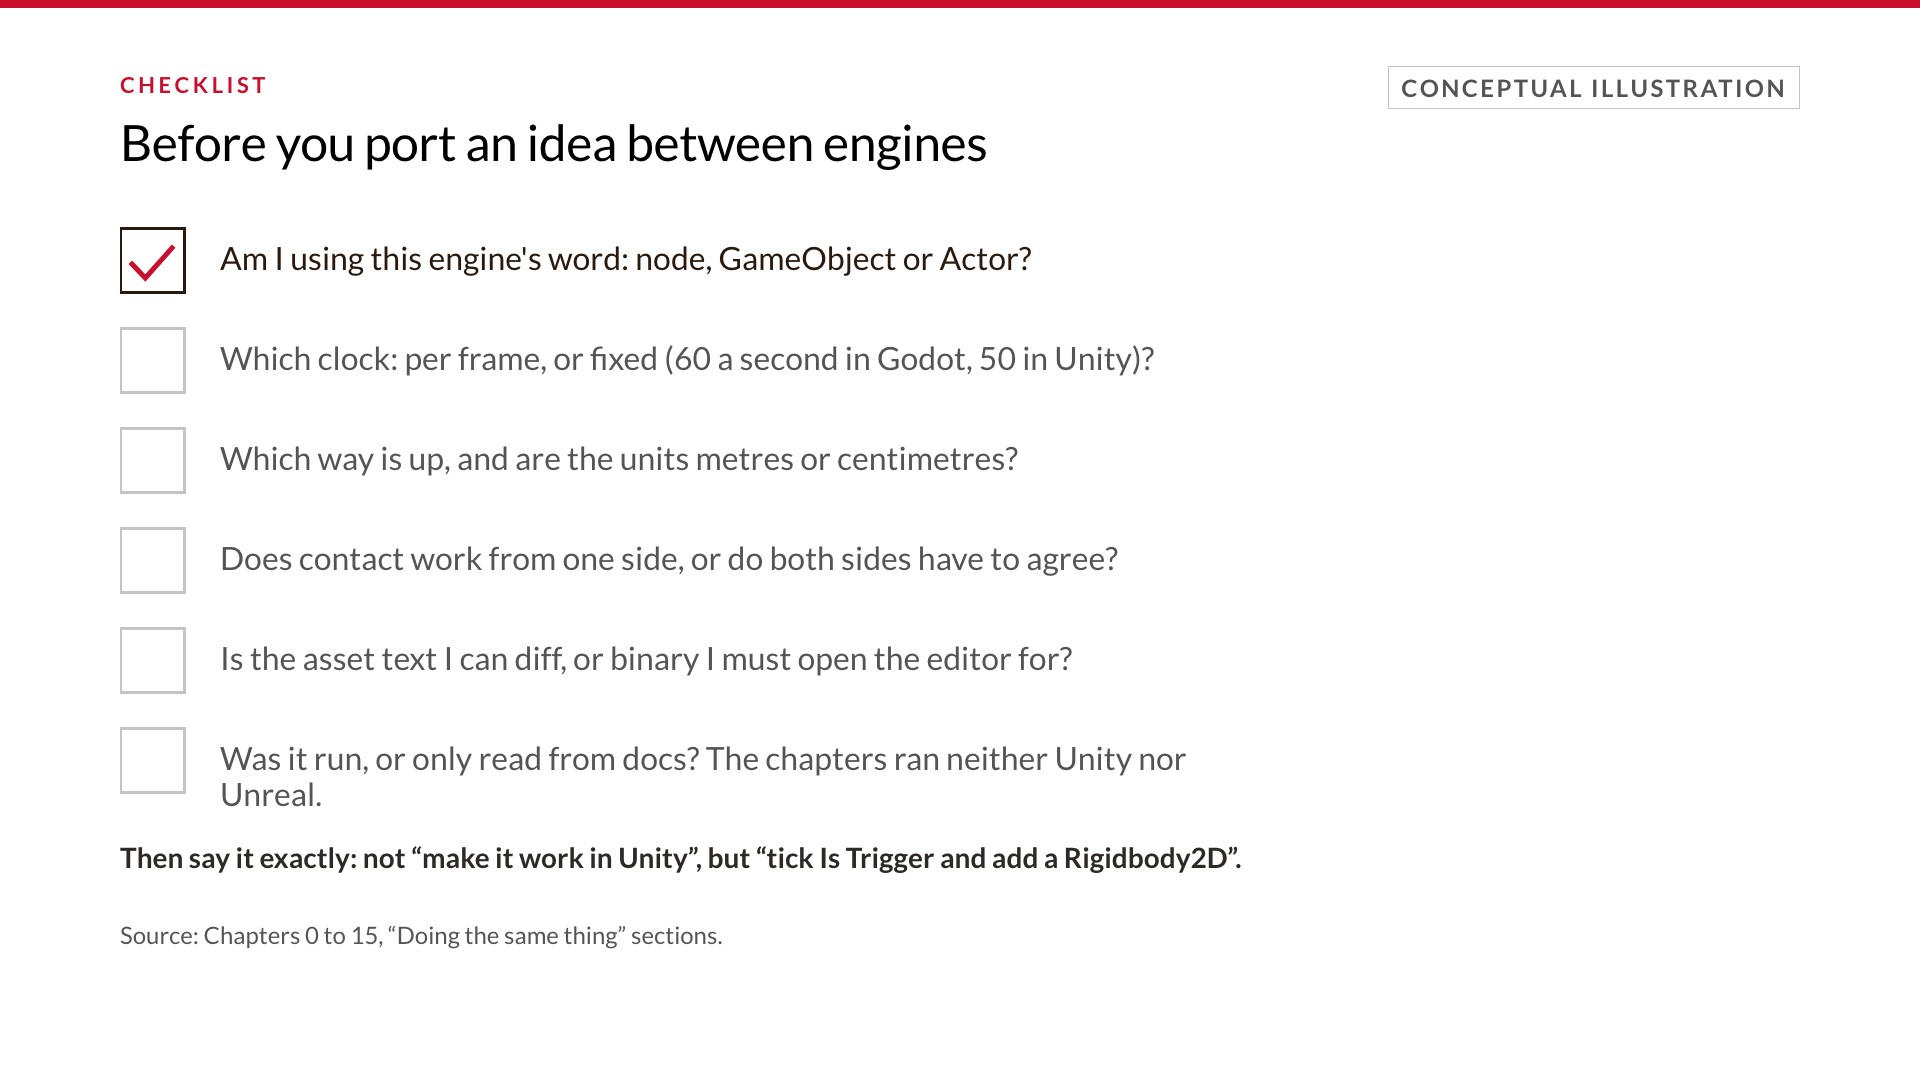 CHECKLIST
CONCEPTUAL ILLUSTRATION
Before you port an idea between engines
Am I using this engine's word: node, GameObject or Actor?
Which clock: per frame, or fixed (60 a second in Godot, 50 in Unity)?
Which way is up, and are the units metres or centimetres?
Does contact work from one side, or do both sides have to agree?
Is the asset text I can diff, or binary I must open the editor for?
Was it run, or only read from docs? The chapters ran neither Unity nor
Unreal.
Then say it exactly: not “make it work in Unity”, but “tick Is Trigger and add a Rigidbody2D”.
Source: Chapters 0 to 15, “Doing the same thing” sections.